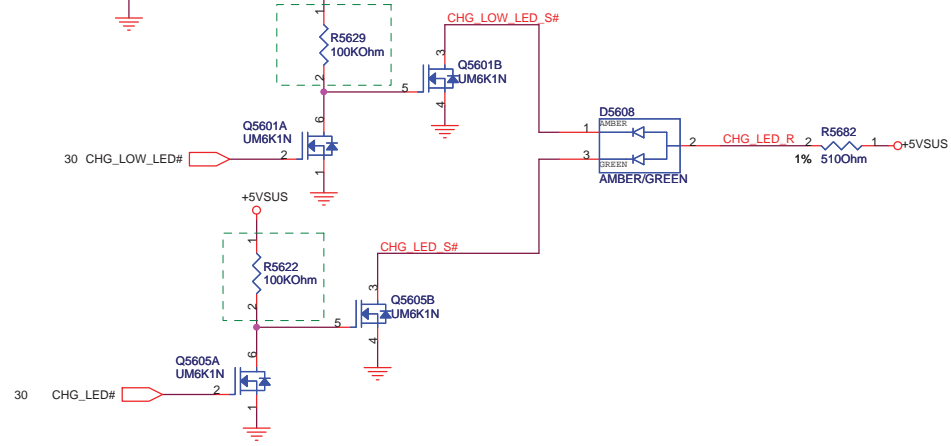 CHG_LOW_LED_S#
1
R5629
100KOhm
2
3
Q5601B
UM6K1N
5
4
6
Q5601A
UM6K1N
30 CHG_LOW_LED#
2
1
D5608
1
AMBER
3
GREEN
2
AMBER/GREEN
CHG_LED_R
2
R5682
1
1%
510Ohm
+5VSUS
+5VSUS
1
R5622
100KOhm
2
CHG_LED_S#
3
Q5605B
UM6K1N
5
4
6
Q5605A
UM6K1N
30 CHG_LED#
2
1